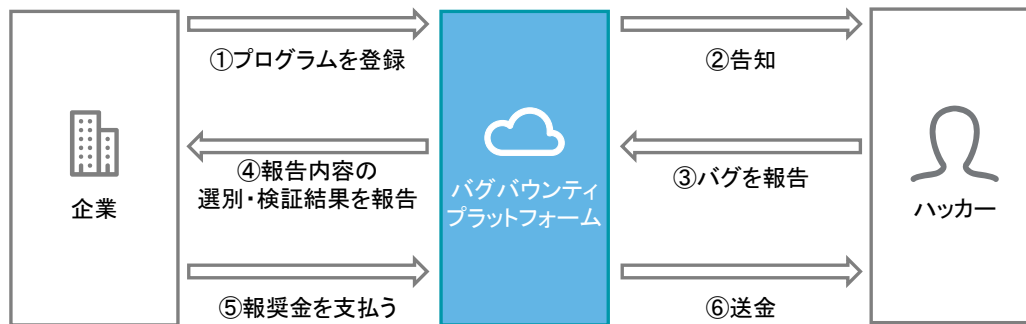 ①プログラムを登録
②告知
企業
④報告内容の
選別・検証結果を報告
バグバウンティ
プラットフォーム
③バグを報告
ハッカー
⑤報奨金を支払う
⑥送金